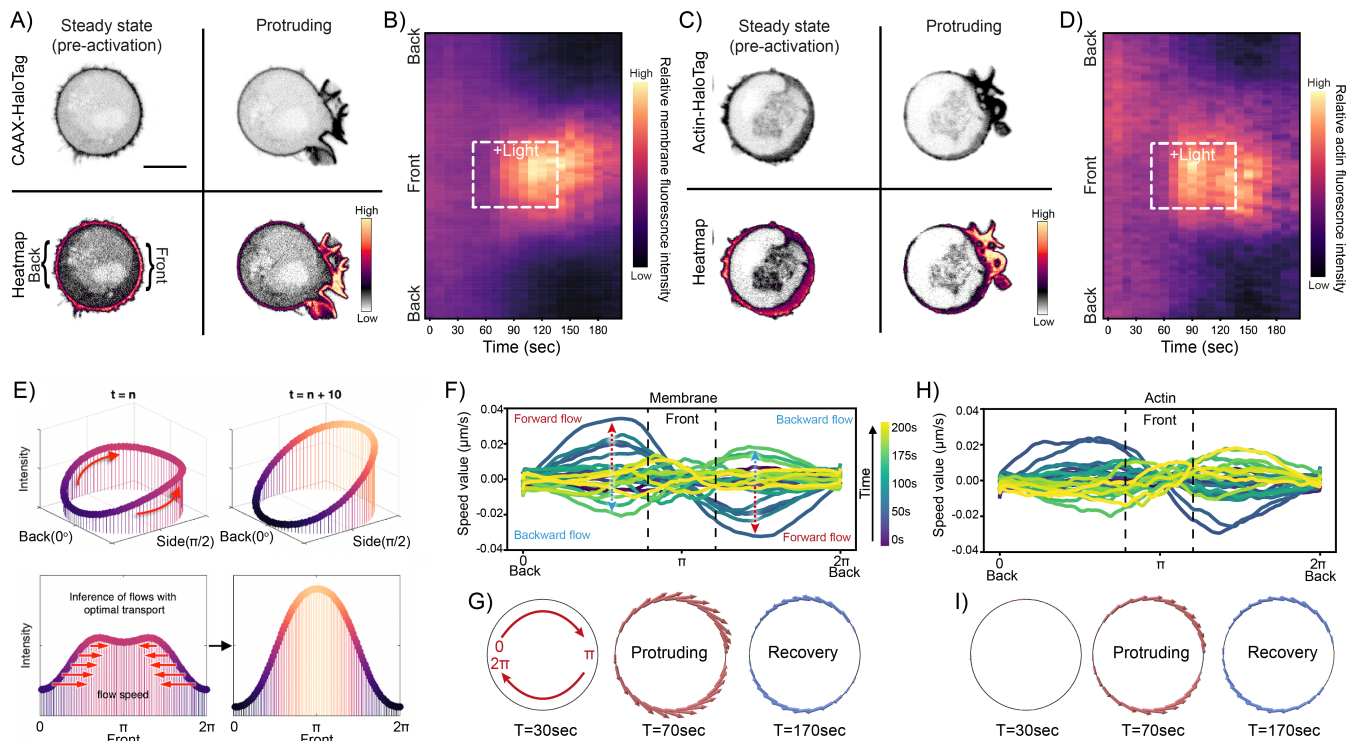 A)
Steady state
(pre-activation)
Protruding
CAAX-HaloTag
Heatmap
Back
Front
High
Low
B)
Back
Front
Back
+Light
0 30 60 90 120 150 180
Time (sec)
High
Low
Relative membrane fluorescence intensity
C)
Steady state
(pre-activation)
Protruding
Actin-HaloTag
Heatmap
High
Low
D)
Back
Front
Back
+Light
0 30 60 90 120 150 180
Time (sec)
High
Low
Relative actin fluorescnce intensity
E)
t = n
t = n + 10
Intensity
Back(0°)
Side(π/2)
Back(0°)
Side(π/2)
Inference of flows with
optimal transport
Intensity
flow speed
0 π 2π
Front
0 π 2π
Front
F)
Membrane
Speed value (μm/s)
0.04
0.02
0.00
-0.02
-0.04
Forward flow
Front
Backward flow
Backward flow
Forward flow
0 π 2π
Back Back
Time
200s
175s
100s
50s
0s
G)
0
2π
π
Protruding
Recovery
T=30sec
T=70sec
T=170sec
H)
Actin
Speed value (μm/s)
0.04
0.02
0.00
-0.02
-0.04
Front
0 π 2π
Back Back
I)
Protruding
Recovery
T=30sec
T=70sec
T=170sec